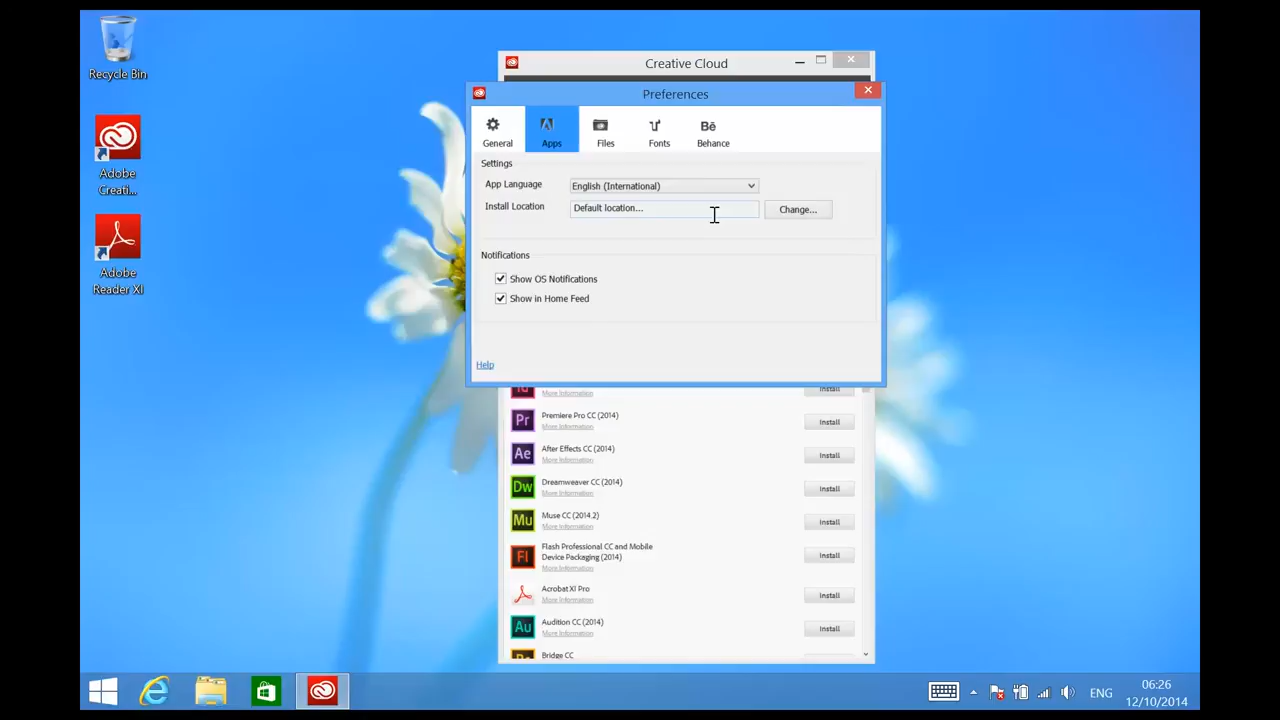 Recycle Bin
Adobe
Creati...
Adobe
Reader XI
Creative Cloud
Preferences
General
Apps
Files
Fonts
Bē
Behance
Settings
App Language
English (International)
Install Location
Default location...
Change...
Notifications
Show OS Notifications
Show in Home Feed
Help
Id
More Information
Install
Pr
Premiere Pro CC (2014)
More Information
Install
Ae
After Effects CC (2014)
More Information
Install
Dw
Dreamweaver CC (2014)
More Information
Install
Mu
Muse CC (2014.2)
More Information
Install
Fl
Flash Professional CC and Mobile
Device Packaging (2014)
More Information
Install
Acrobat XI Pro
More Information
Install
Au
Audition CC (2014)
More Information
Install
Br
Bridge CC
ENG
06:26
12/10/2014